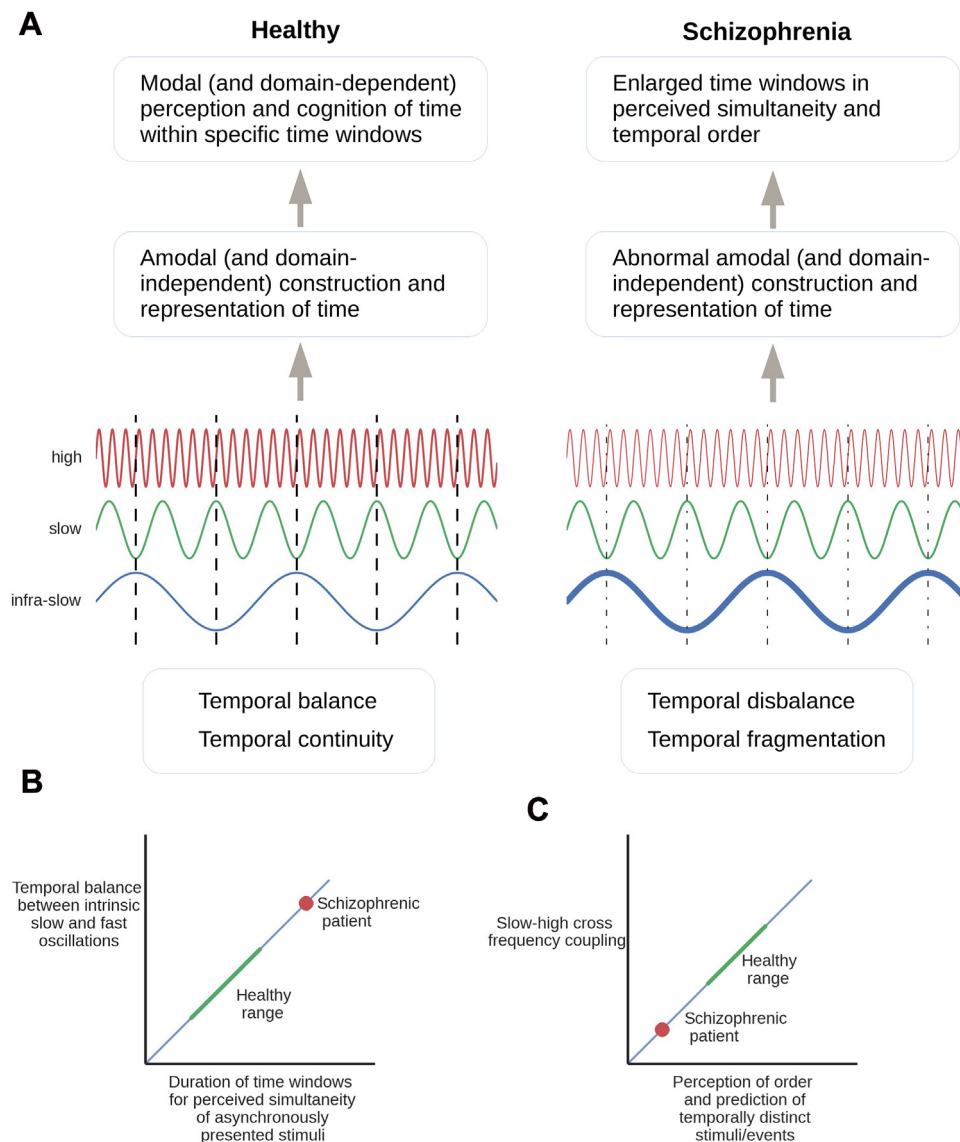 A
Healthy
Schizophrenia
Modal (and domain-dependent)
perception and cognition of time
within specific time windows
Enlarged time windows in
perceived simultaneity and
temporal order
Amodal (and domain-
independent) construction and
representation of time
Abnormal amodal (and domain-
independent) construction and
representation of time
high
slow
infra-slow
Temporal balance
Temporal continuity
Temporal disbalance
Temporal fragmentation
B
Temporal balance
between intrinsic
slow and fast
oscillations
Schizophrenic
patient
Healthy
range
Duration of time windows
for perceived simultaneity
of asynchronously
presented stimuli
C
Slow-high cross
frequency coupling
Healthy
range
Schizophrenic
patient
Perception of order
and prediction of
temporally distinct
stimuli/events